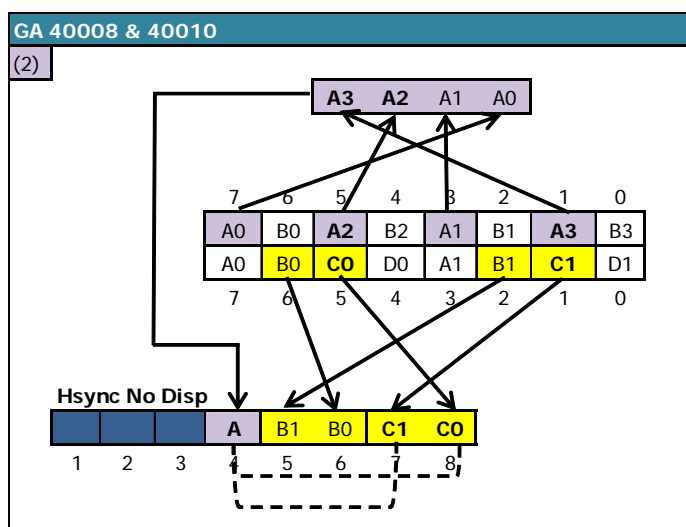 GA 40008 & 40010
(2)
A3 A2 A1 A0
7 6 5 4 3 2 1 0
A0 B0 A2 B2 A1 B1 A3 B3
A0 B0 C0 D0 A1 B1 C1 D1
7 6 5 4 3 2 1 0
Hsync No Disp
A B1 B0 C1 C0
1 2 3 4 5 6 7 8